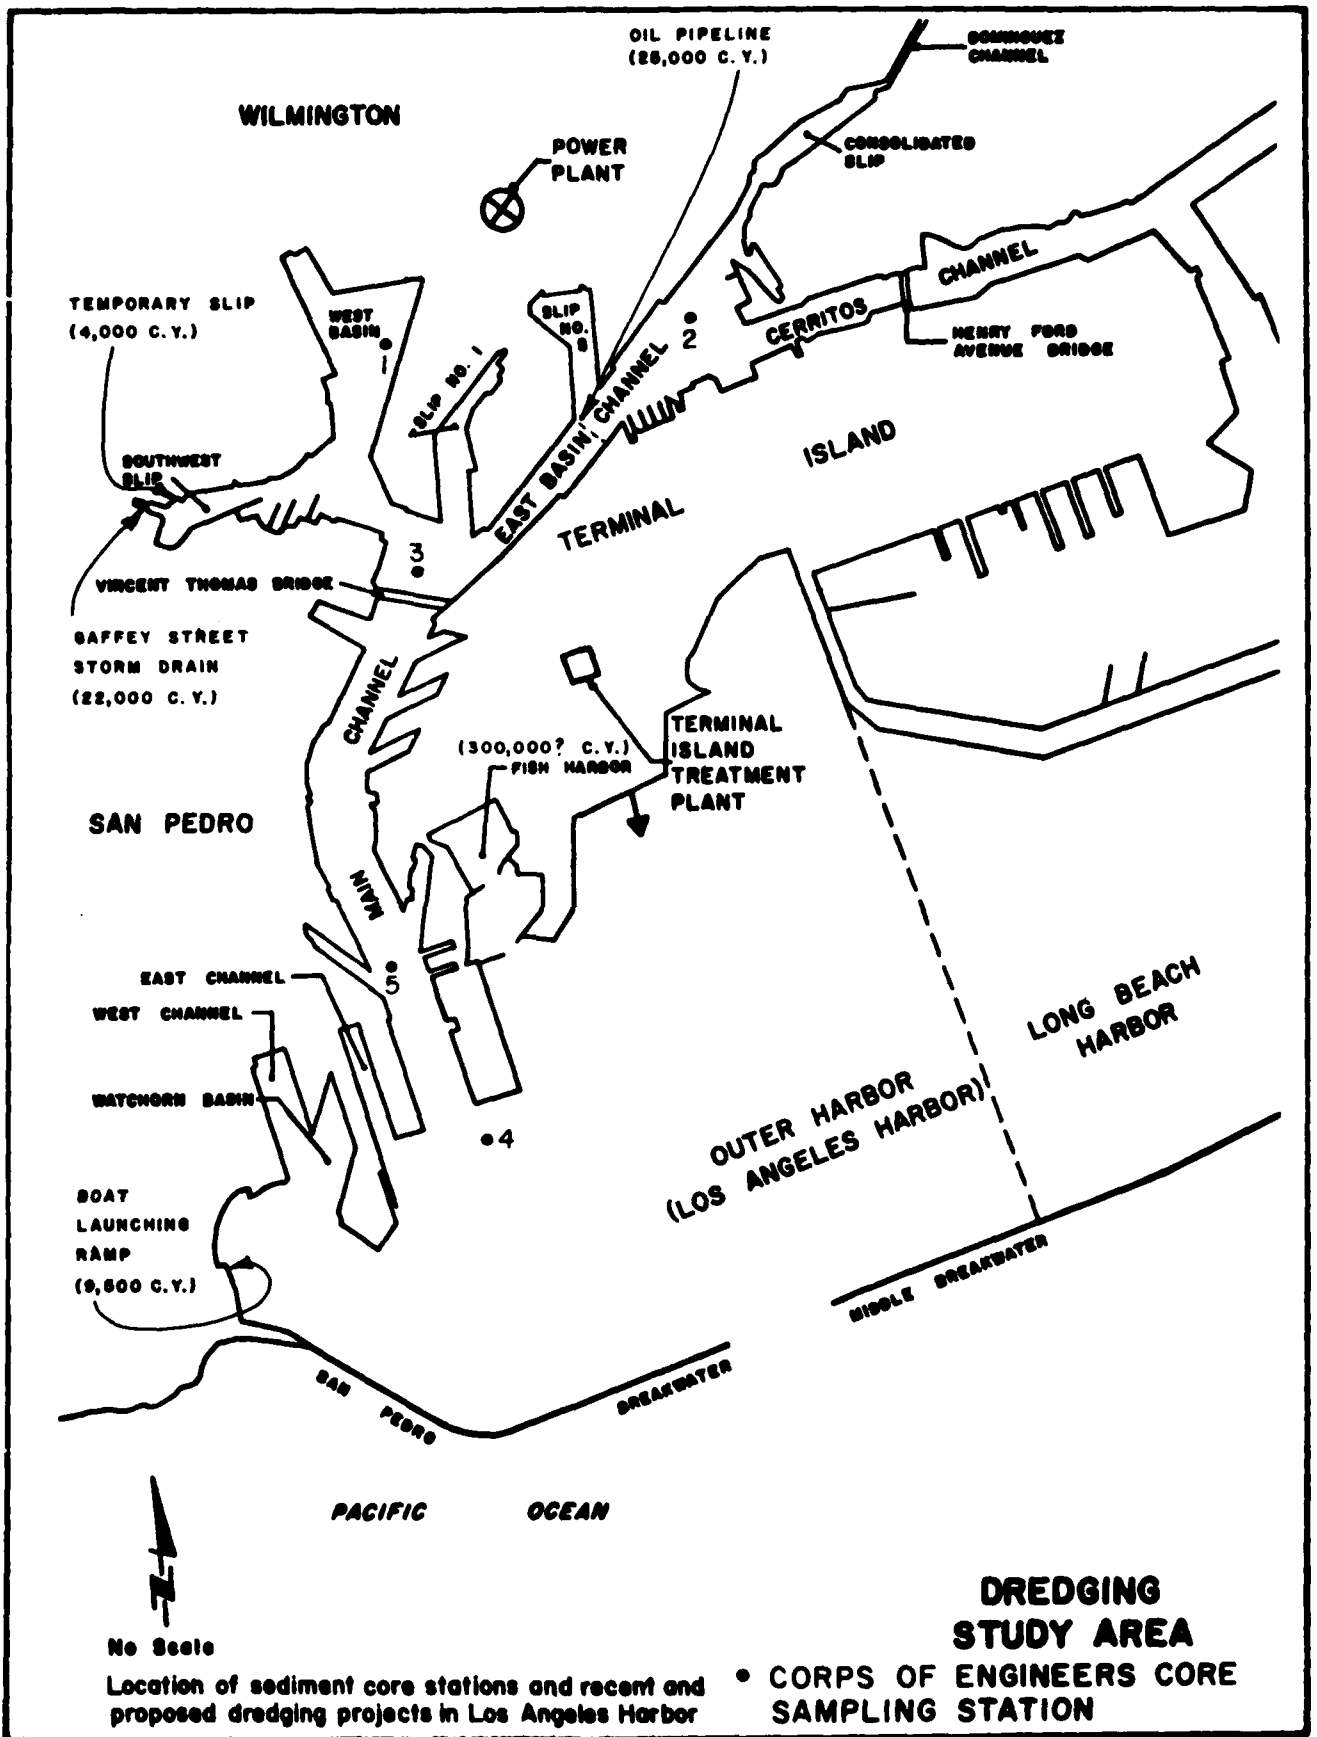 OIL PIPELINE
(25,000 C.Y.)
DOMINGUEZ
CHANNEL
WILMINGTON
POWER
PLANT
CONSOLIDATED
SLIP
CHANNEL
TEMPORARY SLIP
(4,000 C.Y.)
WEST
BASIN
1
SLIP
NO.
5
2
CERRITOS
HENRY FORD
AVENUE BRIDGE
SLIP NO. 1
EAST BASIN CHANNEL
ISLAND
SOUTHWEST
SLIP
TERMINAL
3
VINCENT THOMAS BRIDGE
GAFFEY STREET
STORM DRAIN
(22,000 C.Y.)
CHANNEL
(300,000? C.Y.)
FISH HARBOR
TERMINAL
ISLAND
TREATMENT
PLANT
SAN PEDRO
MAIN
EAST CHANNEL
5
WEST CHANNEL
LONG BEACH
HARBOR
WATCHORN BASIN
4
OUTER HARBOR
(LOS ANGELES HARBOR)
BOAT
LAUNCHING
RAMP
(9,500 C.Y.)
MIDDLE BREAKWATER
SAN PEDRO BREAKWATER
PACIFIC OCEAN
N
No Scale
DREDGING
STUDY AREA
Location of sediment core stations and recent and
proposed dredging projects in Los Angeles Harbor
• CORPS OF ENGINEERS CORE
SAMPLING STATION